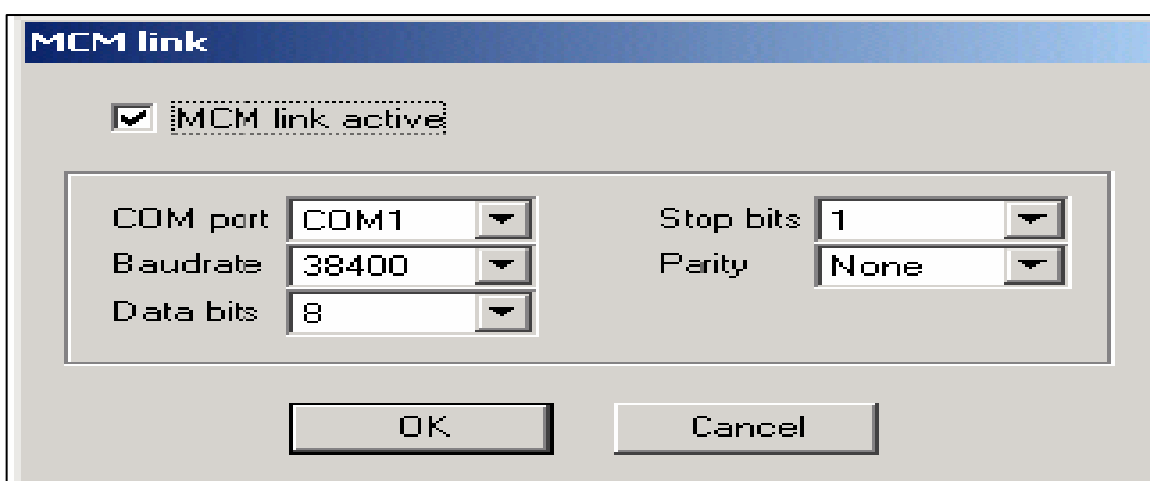 MCM link
MCM link active
COM port COM1 Stop bits 1
Baudrate 38400 Parity None
Data bits 8
OK Cancel